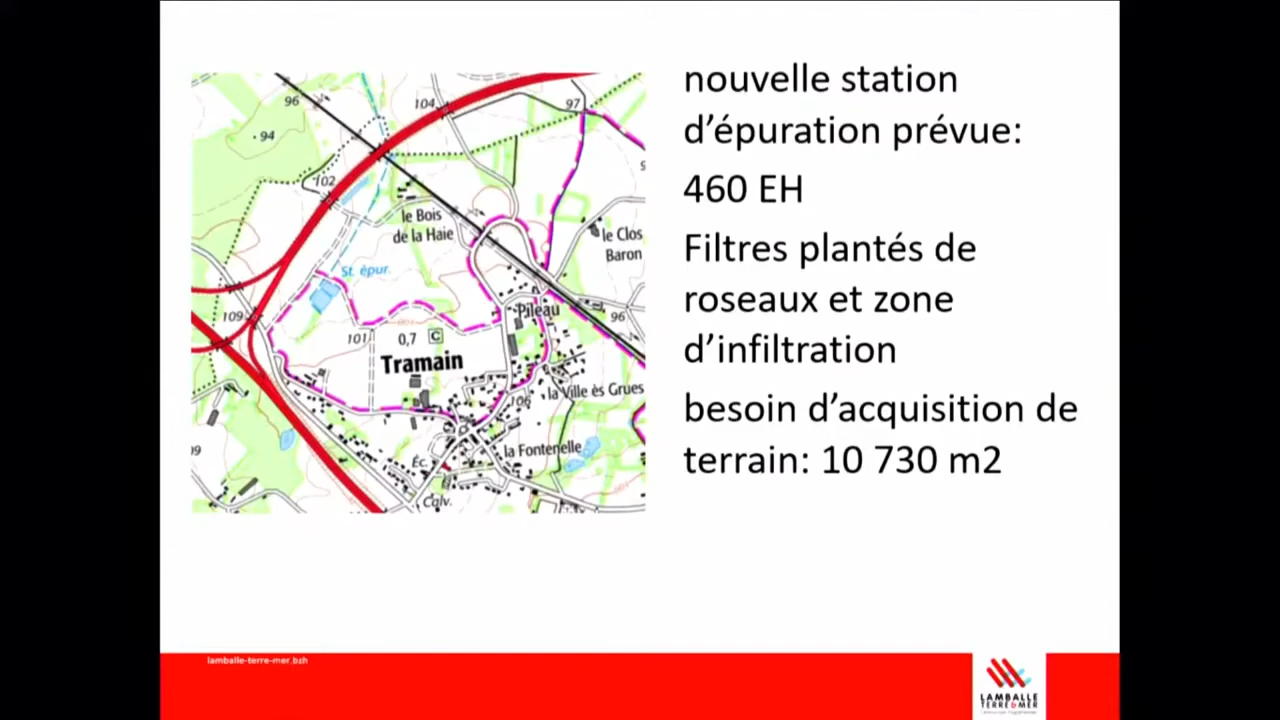 nouvelle station
d'épuration prévue:
460 EH
Filtres plantés de
roseaux et zone
d'infiltration
besoin d'acquisition de
terrain: 10 730 m2
96
104
97
94
102
le Bois
de la Haie
le Clos
Baron
St. épur.
109
Pileau
96
101
0,7
C
Tramain
la Ville ès Grues
106
la Fontenelle
Éc.
Calv.
lamballe-terre-mer.bzh
LAMBALLE
TERRE&MER